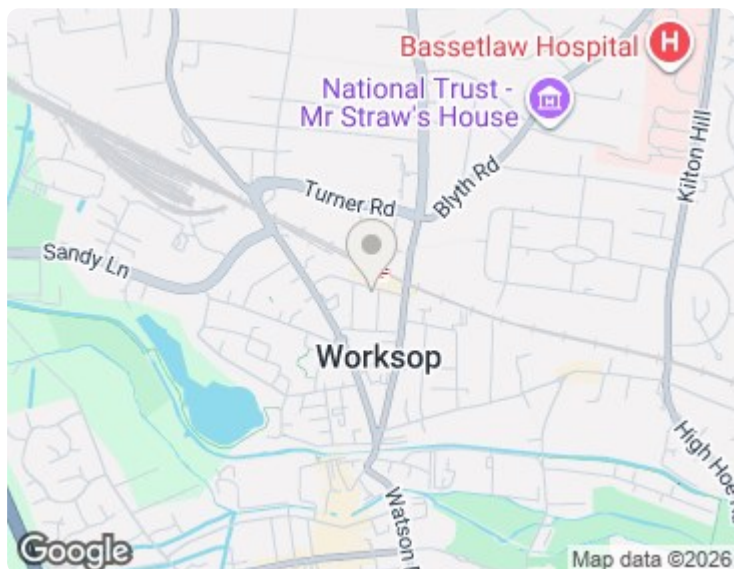 Bassetlaw Hospital
H
National Trust -
Mr Straw's House
Kilton Hill
Blyth Rd
Turner Rd
Sandy Ln
Worksop
High Hoe
Watson
Google
Map data ©2026